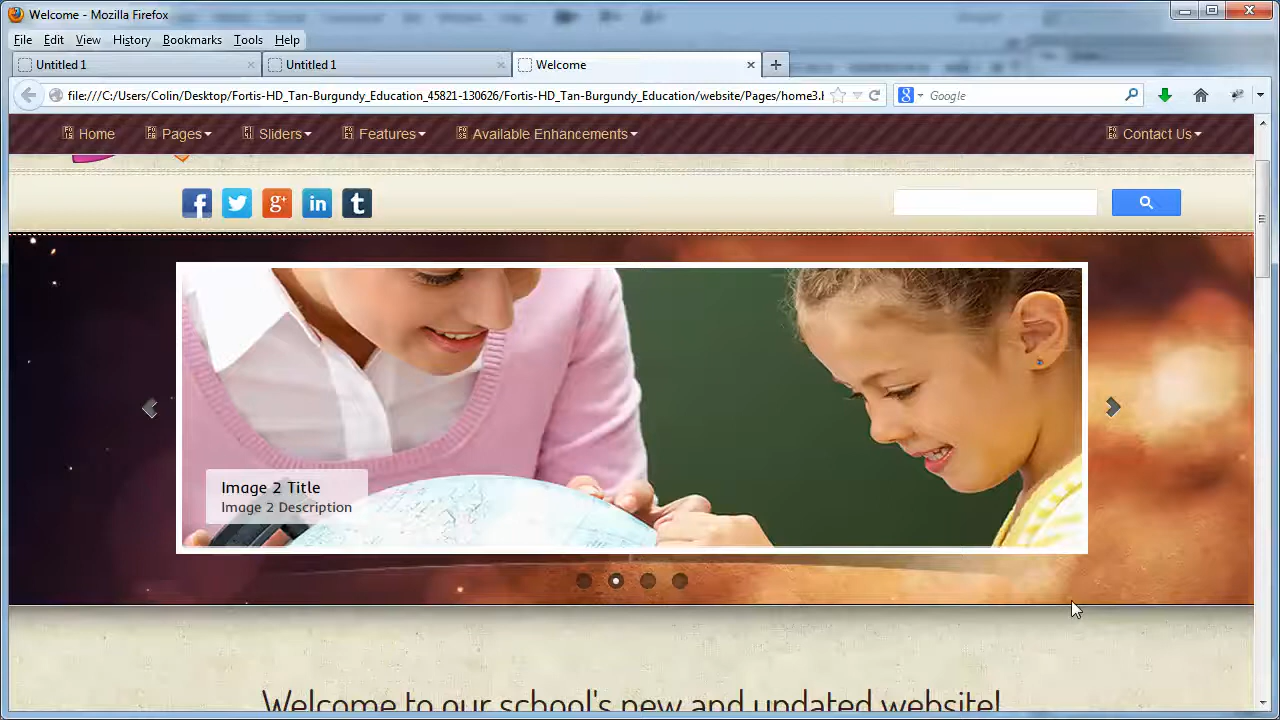 Welcome - Mozilla Firefox
File Edit View History Bookmarks Tools Help
Untitled 1
Untitled 1
Welcome
file:///C:/Users/Colin/Desktop/Fortis-HD_Tan-Burgundy_Education_45821-130626/Fortis-HD_Tan-Burgundy_Education/website/Pages/home3.h
Google
Home Pages Sliders Features Available Enhancements Contact Us
Image 2 Title
Image 2 Description
Welcome to our school's new and updated website!